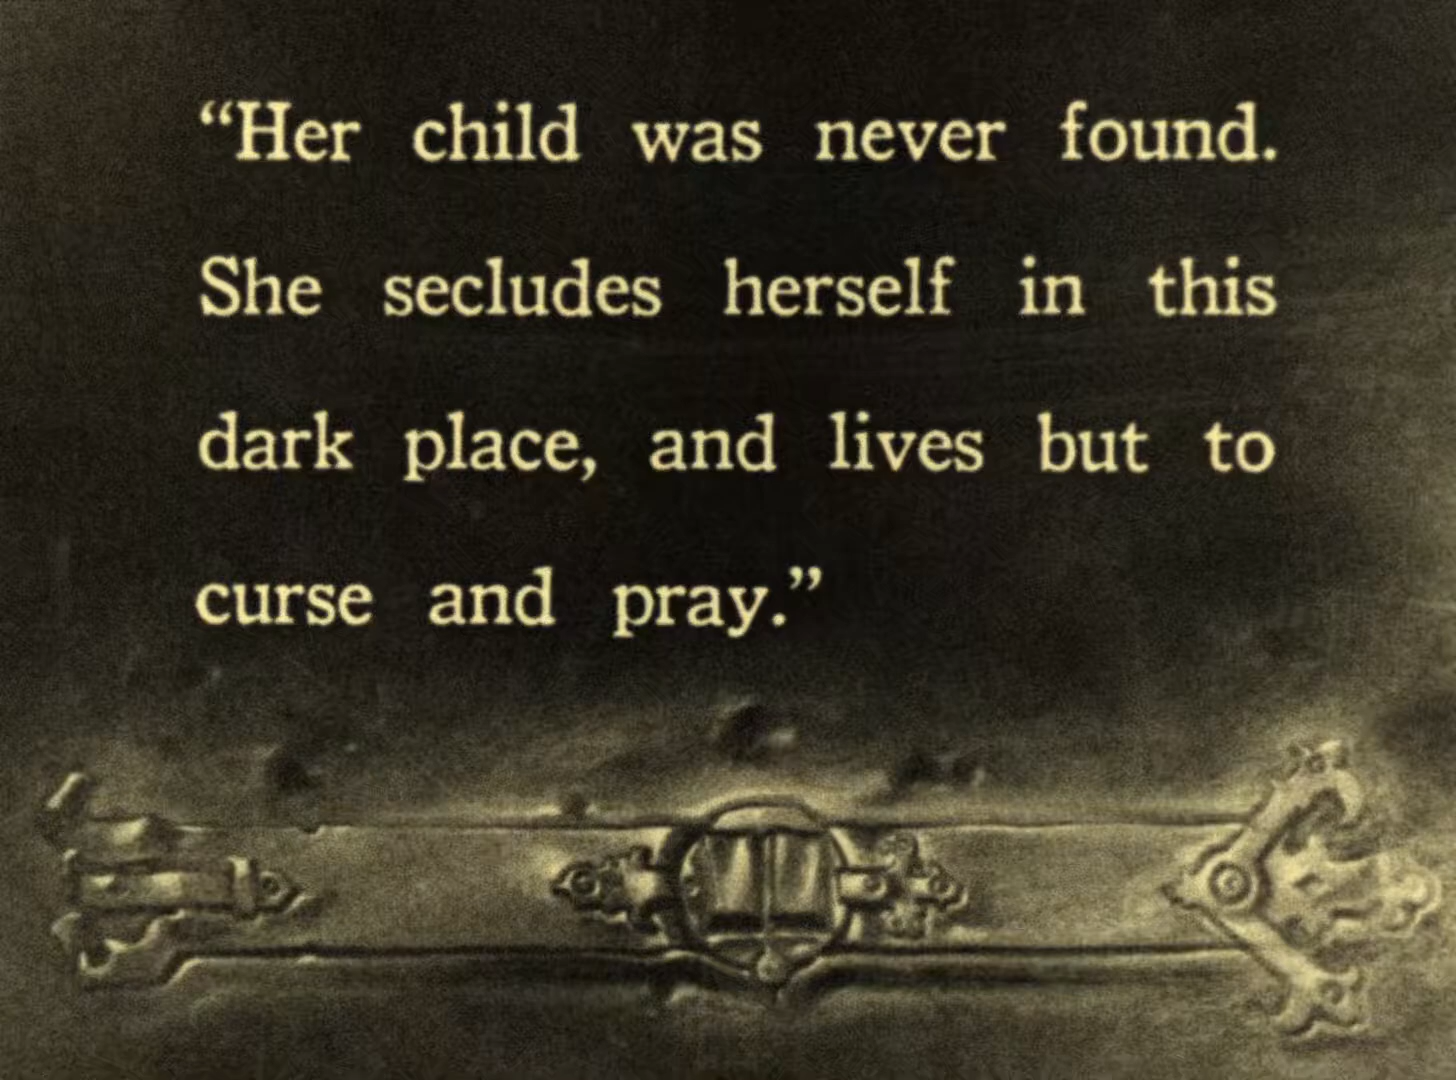 “Her child was never found.
She secludes herself in this
dark place, and lives but to
curse and pray.”